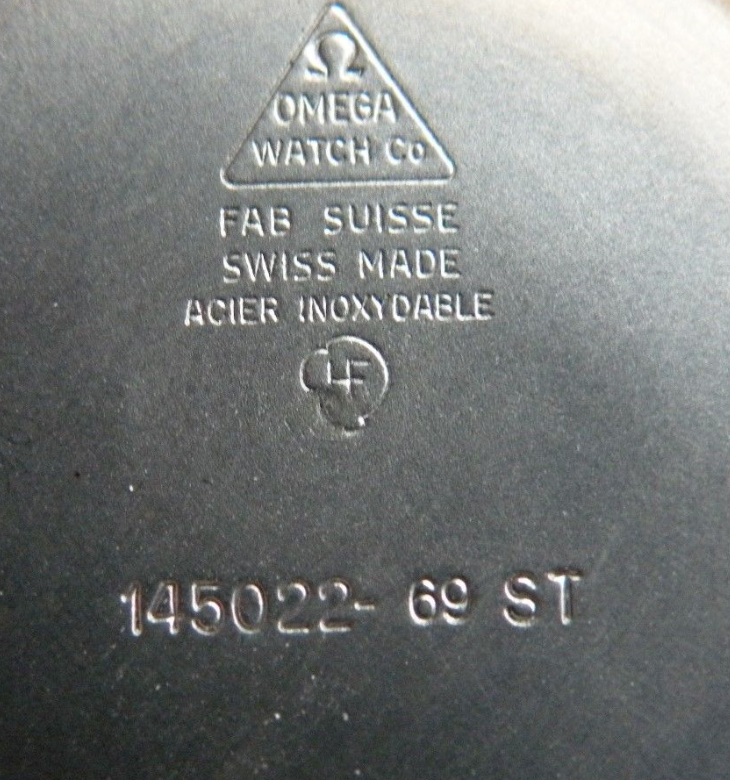 Ω
OMEGA
WATCH Co
FAB SUISSE
SWISS MADE
ACIER INOXYDABLE
HF
145022- 69 ST